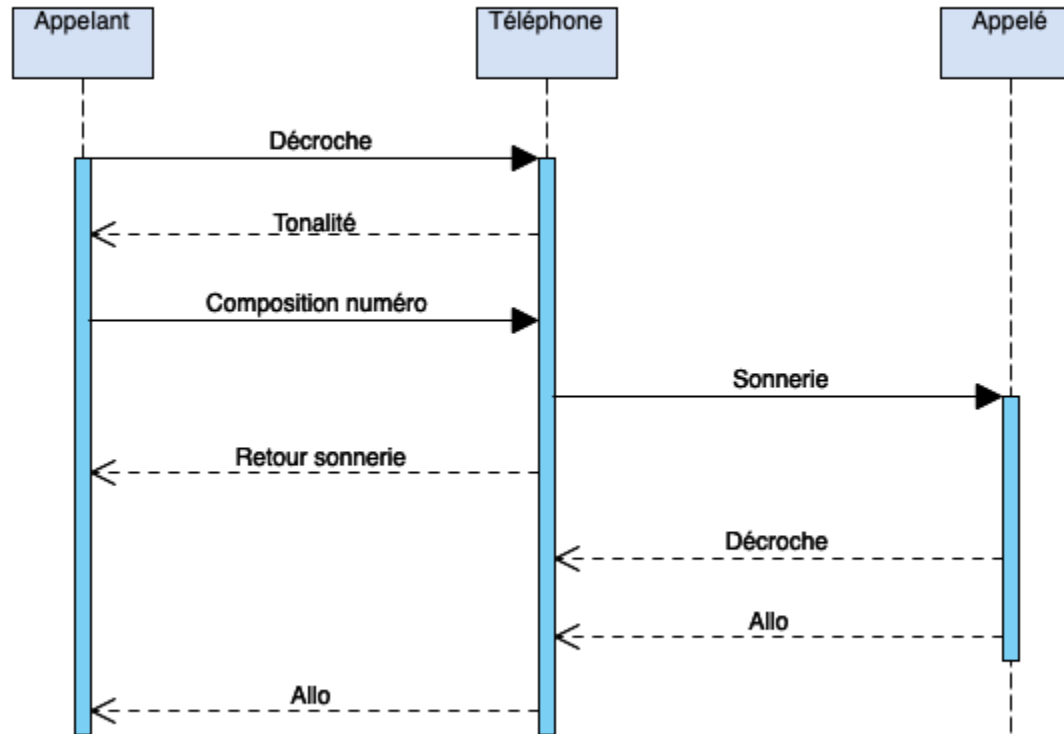 Appelant
Téléphone
Appelé
Décroche
Tonalité
Composition numéro
Sonnerie
Retour sonnerie
Décroche
Allo
Allo